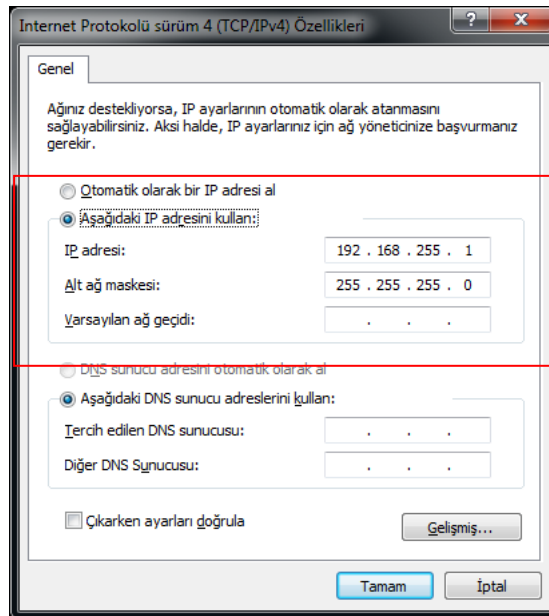 Internet Protokolü sürüm 4 (TCP/IPv4) Özellikleri
Genel
Ağınız destekliyorsa, IP ayarlarının otomatik olarak atanmasını
sağlayabilirsiniz. Aksi halde, IP ayarlarınız için ağ yöneticinize başvurmanız
gerekir.
Otomatik olarak bir IP adresi al
Aşağıdaki IP adresini kullan:
IP adresi: 192 . 168 . 255 . 1
Alt ağ maskesi: 255 . 255 . 255 . 0
Varsayılan ağ geçidi: . . .
DNS sunucu adresini otomatik olarak al
Aşağıdaki DNS sunucu adreslerini kullan:
Tercih edilen DNS sunucusu: . . .
Diğer DNS Sunucusu: . . .
Çıkarken ayarları doğrula
Gelişmiş...
Tamam İptal